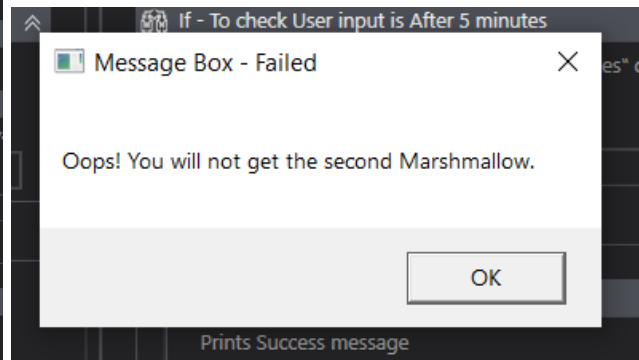 If - To check User input is After 5 minutes
Message Box - Failed
es" c
Oops! You will not get the second Marshmallow.
OK
Prints Success message